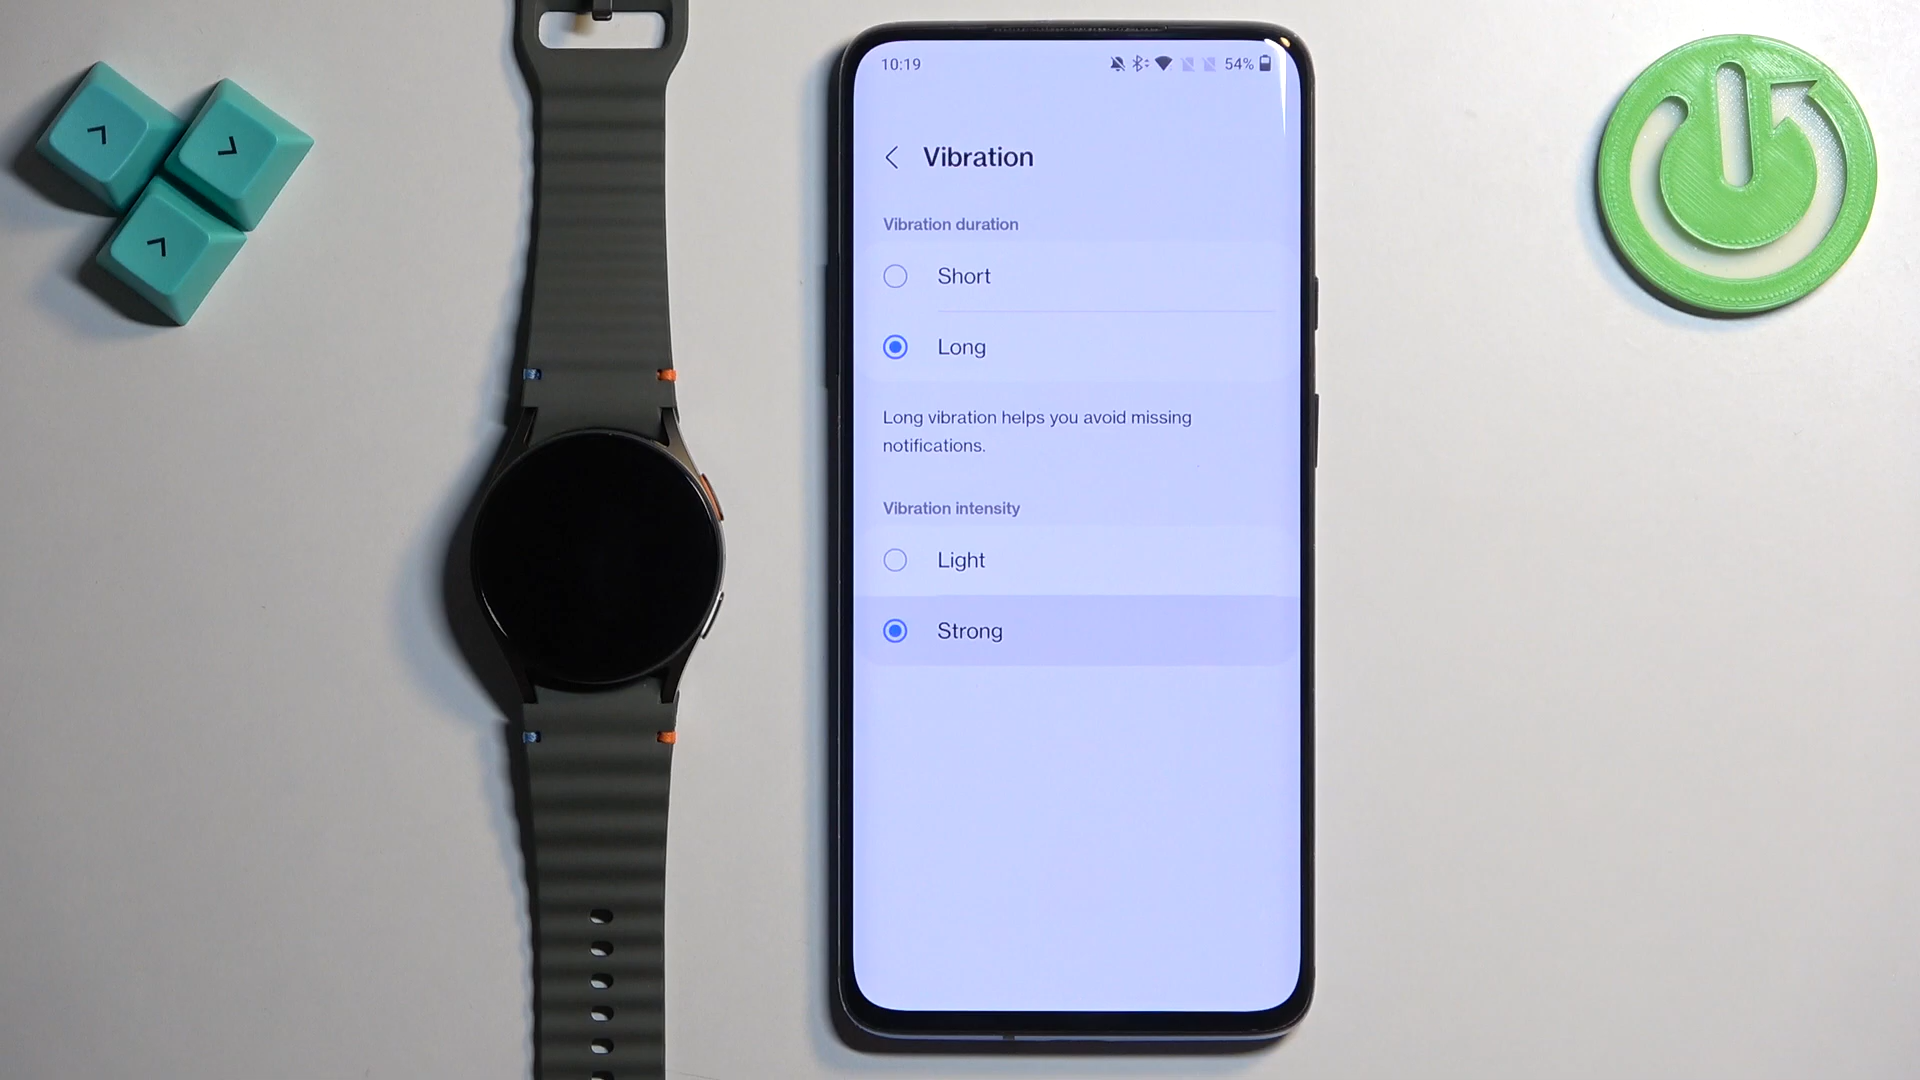 10:19
54%
Vibration
Vibration duration
Short
Long
Long vibration helps you avoid missing
notifications.
Vibration intensity
Light
Strong